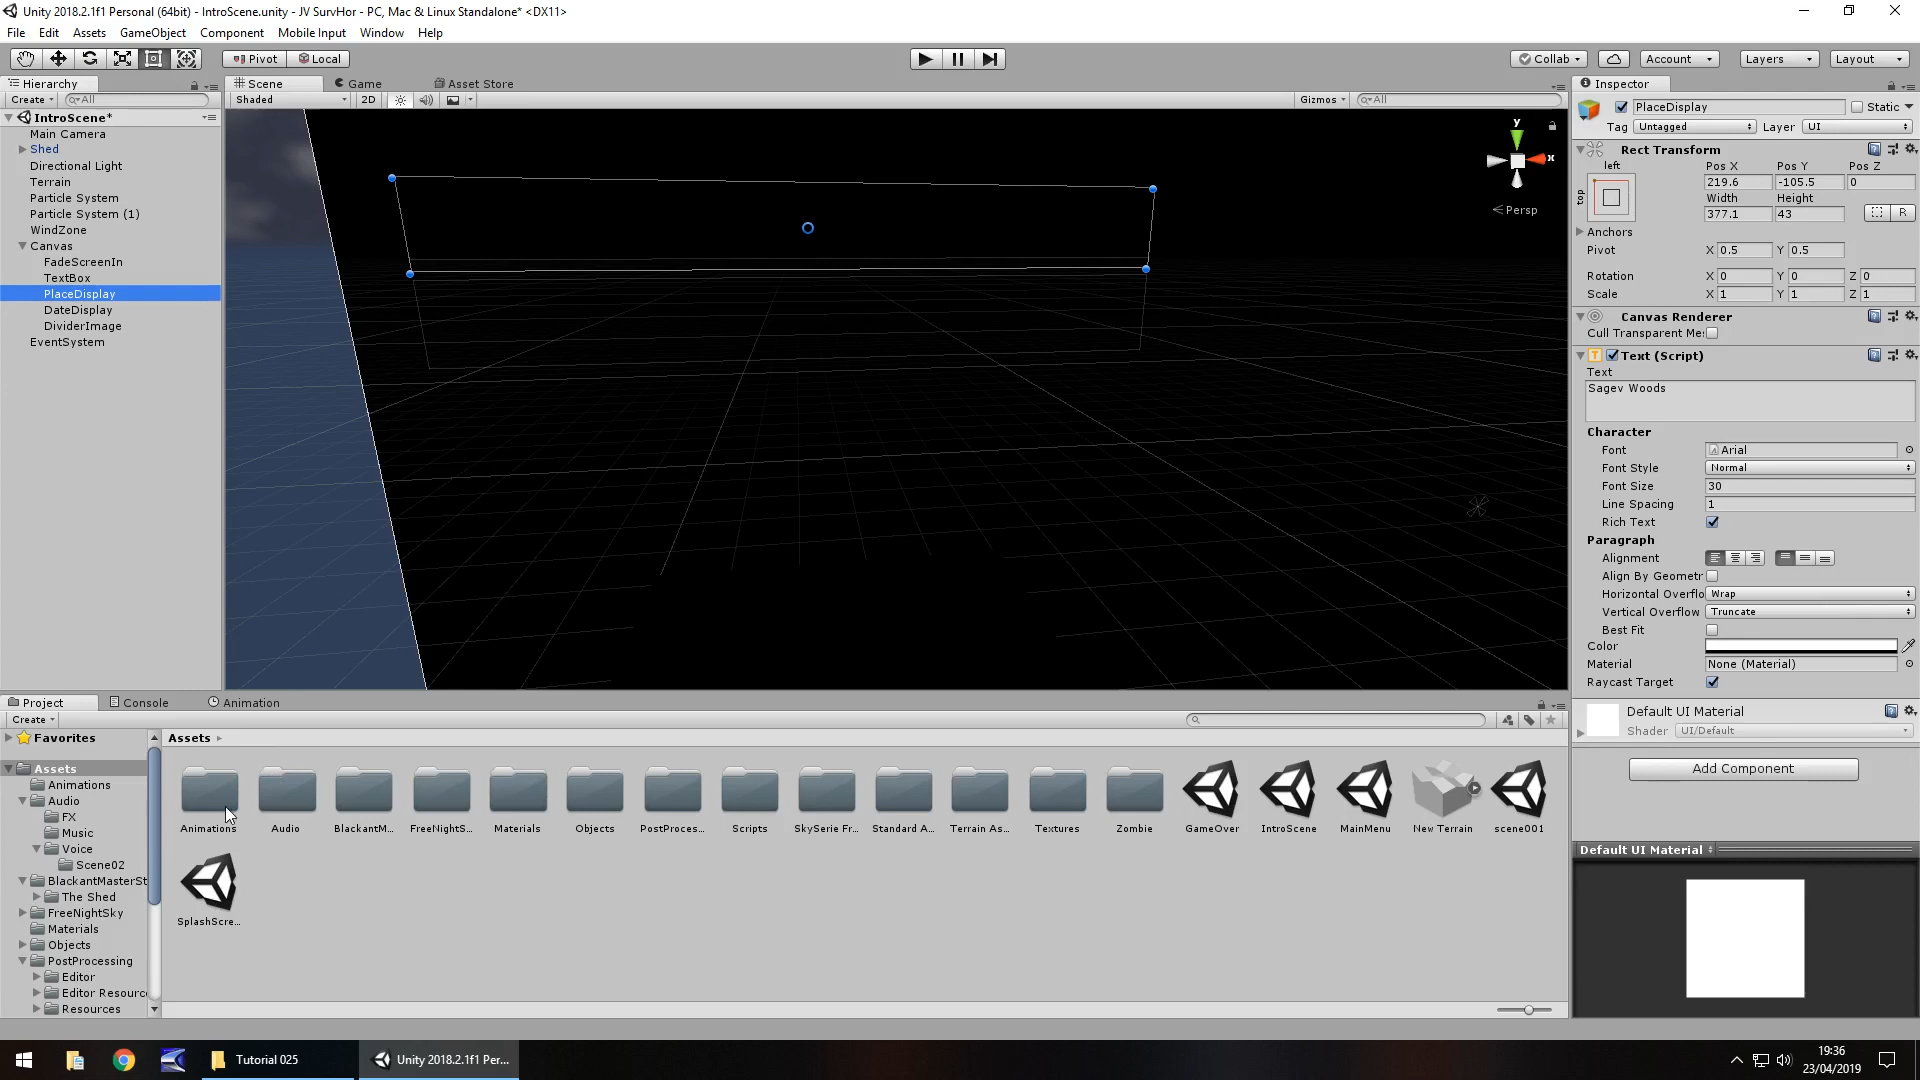 Unity 2018.2.1f1 Personal (64bit) - IntroScene.unity - JV SurvHor - PC, Mac & Linux Standalone* <DX11>
File Edit Assets GameObject Component Mobile Input Window Help
Pivot Local Collab Account Layers Layout
Hierarchy
Create All
IntroScene*
Main Camera
Shed
Directional Light
Terrain
Particle System
Particle System (1)
WindZone
Canvas
FadeScreenIn
TextBox
PlaceDisplay
DateDisplay
DividerImage
EventSystem
Scene Game Asset Store
Shaded 2D Gizmos All
y
x
Persp
Inspector
PlaceDisplay Static
Tag Untagged Layer UI
Rect Transform
left Pos X Pos Y Pos Z
top 219.6 -105.5 0
Width Height
377.1 43 R
Anchors
Pivot X 0.5 Y 0.5
Rotation X 0 Y 0 Z 0
Scale X 1 Y 1 Z 1
Canvas Renderer
Cull Transparent Me:
Text (Script)
Text
Sagev Woods
Character
Font Arial
Font Style Normal
Font Size 30
Line Spacing 1
Rich Text
Paragraph
Alignment
Align By Geometr
Horizontal Overflo Wrap
Vertical Overflow Truncate
Best Fit
Color
Material None (Material)
Raycast Target
Default UI Material
Shader UI/Default
Add Component
Default UI Material
Project Console Animation
Create
Favorites
Assets
Animations
Audio
FX
Music
Voice
Scene02
BlackantMasterSt
The Shed
FreeNightSky
Materials
Objects
PostProcessing
Editor
Editor Resourc
Resources
Assets
Animations Audio BlackantM... FreeNightS... Materials Objects PostProces... Scripts SkySerie Fr... Standard A... Terrain As... Textures Zombie GameOver IntroScene MainMenu New Terrain scene001
SplashScre...
Tutorial 025 Unity 2018.2.1f1 Per...
19:36
23/04/2019